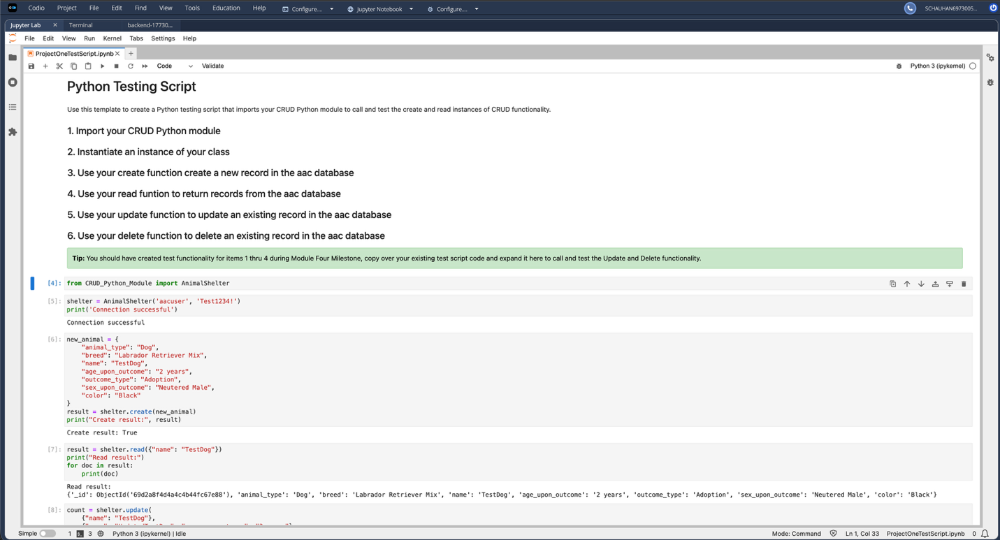 Codio Project File Edit Find View Tools Education Help Configure.... Jupyter Notebook Configure.... SCHAUHAN6973005...
Jupyter Lab Terminal backend-17730...
File Edit View Run Kernel Tabs Settings Help
ProjectOneTestScript.ipynb
Code Validate Python 3 (ipykernel)
Python Testing Script
Use this template to create a Python testing script that imports your CRUD Python module to call and test the create and read instances of CRUD functionality.
1. Import your CRUD Python module
2. Instantiate an instance of your class
3. Use your create function create a new record in the aac database
4. Use your read funtion to return records from the aac database
5. Use your update function to update an existing record in the aac database
6. Use your delete function to delete an existing record in the aac database
Tip: You should have created test functionality for items 1 thru 4 during Module Four Milestone, copy over your existing test script code and expand it here to call and test the Update and Delete functionality.
[4]: from CRUD_Python_Module import AnimalShelter
[5]: shelter = AnimalShelter('aacuser', 'Test1234!')
print('Connection successful')
Connection successful
[6]: new_animal = {
"animal_type": "Dog",
"breed": "Labrador Retriever Mix",
"name": "TestDog",
"age_upon_outcome": "2 years",
"outcome_type": "Adoption",
"sex_upon_outcome": "Neutered Male",
"color": "Black"
}
result = shelter.create(new_animal)
print("Create result:", result)
Create result: True
[7]: result = shelter.read({"name": "TestDog"})
print("Read result:")
for doc in result:
print(doc)
Read result:
{'_id': ObjectId('69d2a8f4d4a4c4b44fc67e88'), 'animal_type': 'Dog', 'breed': 'Labrador Retriever Mix', 'name': 'TestDog', 'age_upon_outcome': '2 years', 'outcome_type': 'Adoption', 'sex_upon_outcome': 'Neutered Male', 'color': 'Black'}
[8]: count = shelter.update(
{"name": "TestDog"},
Simple 1 3 Python 3 (ipykernel) | Idle Mode: Command Ln 1, Col 33 ProjectOneTestScript.ipynb 0